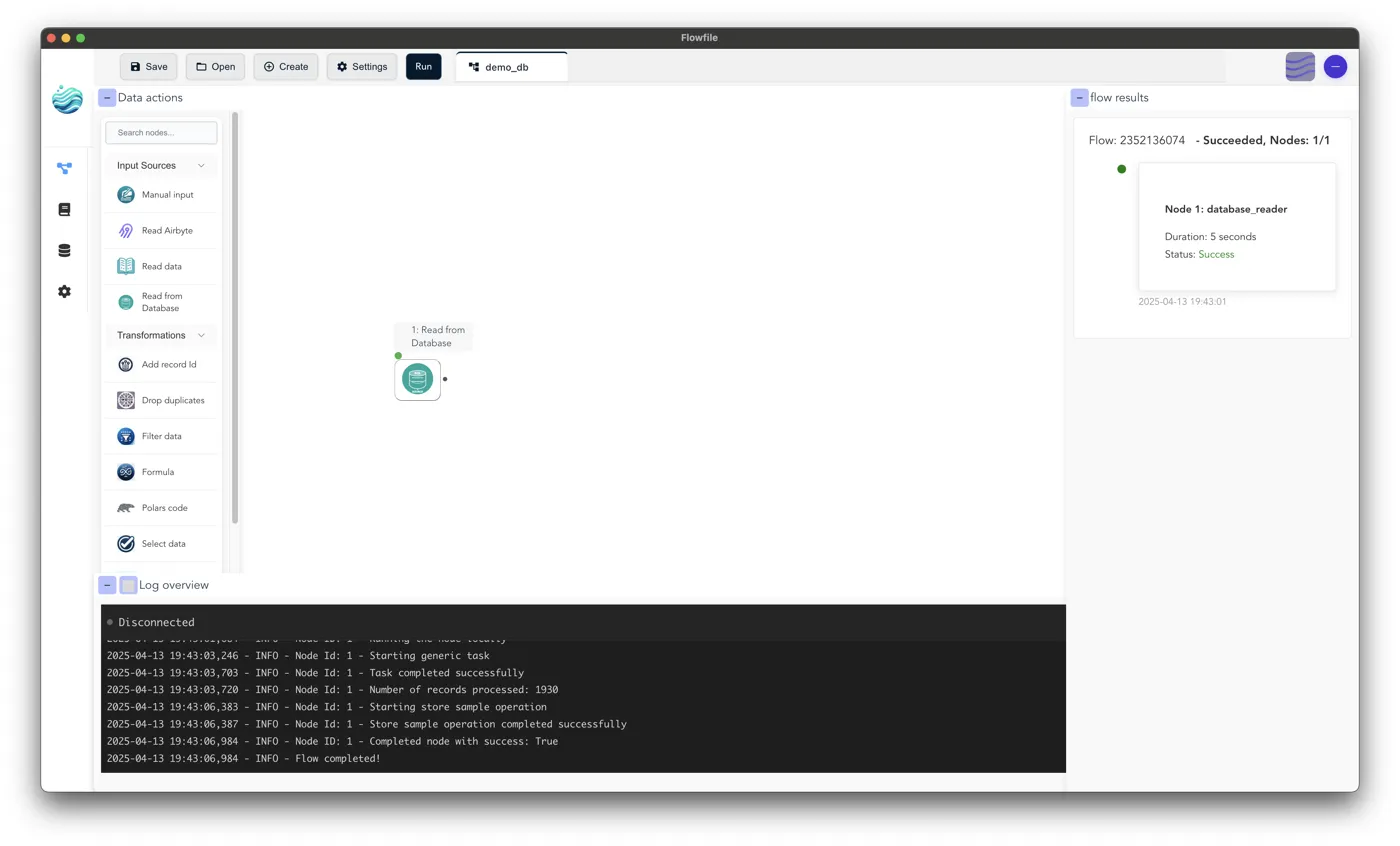 Flowfile
Save
Open
Create
Settings
Run
demo_db
Data actions
Search nodes...
Input Sources
Manual input
Read Airbyte
Read data
Read from
Database
Transformations
Add record Id
Drop duplicates
Filter data
Formula
Polars code
Select data
1: Read from
Database
Log overview
Disconnected
2025-04-13 19:43:03,246 - INFO - Node Id: 1 - Starting generic task
2025-04-13 19:43:03,703 - INFO - Node Id: 1 - Task completed successfully
2025-04-13 19:43:03,720 - INFO - Node Id: 1 - Number of records processed: 1930
2025-04-13 19:43:06,383 - INFO - Node Id: 1 - Starting store sample operation
2025-04-13 19:43:06,387 - INFO - Node Id: 1 - Store sample operation completed successfully
2025-04-13 19:43:06,984 - INFO - Node ID: 1 - Completed node with success: True
2025-04-13 19:43:06,984 - INFO - Flow completed!
flow results
Flow: 2352136074 - Succeeded, Nodes: 1/1
Node 1: database_reader
Duration: 5 seconds
Status: Success
2025-04-13 19:43:01